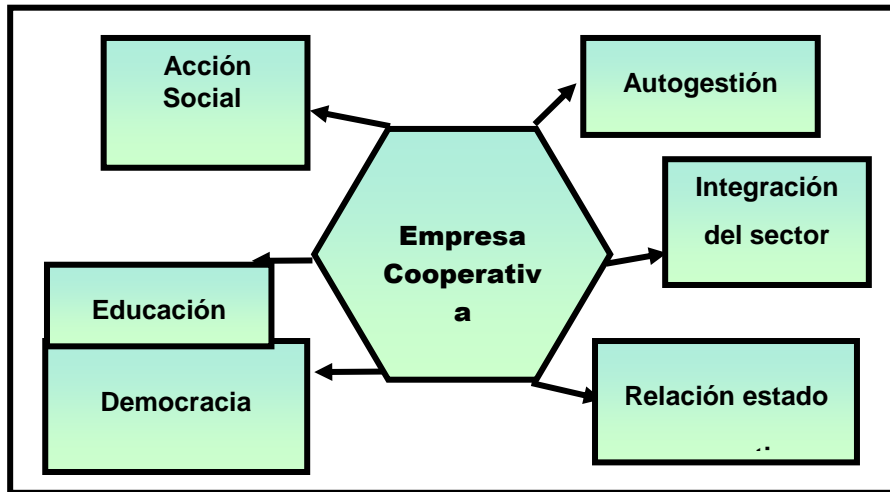 Acción
Social
Autogestión
Integración
del sector
Empresa
Cooperativ
a
Educación
Democracia
Relación estado